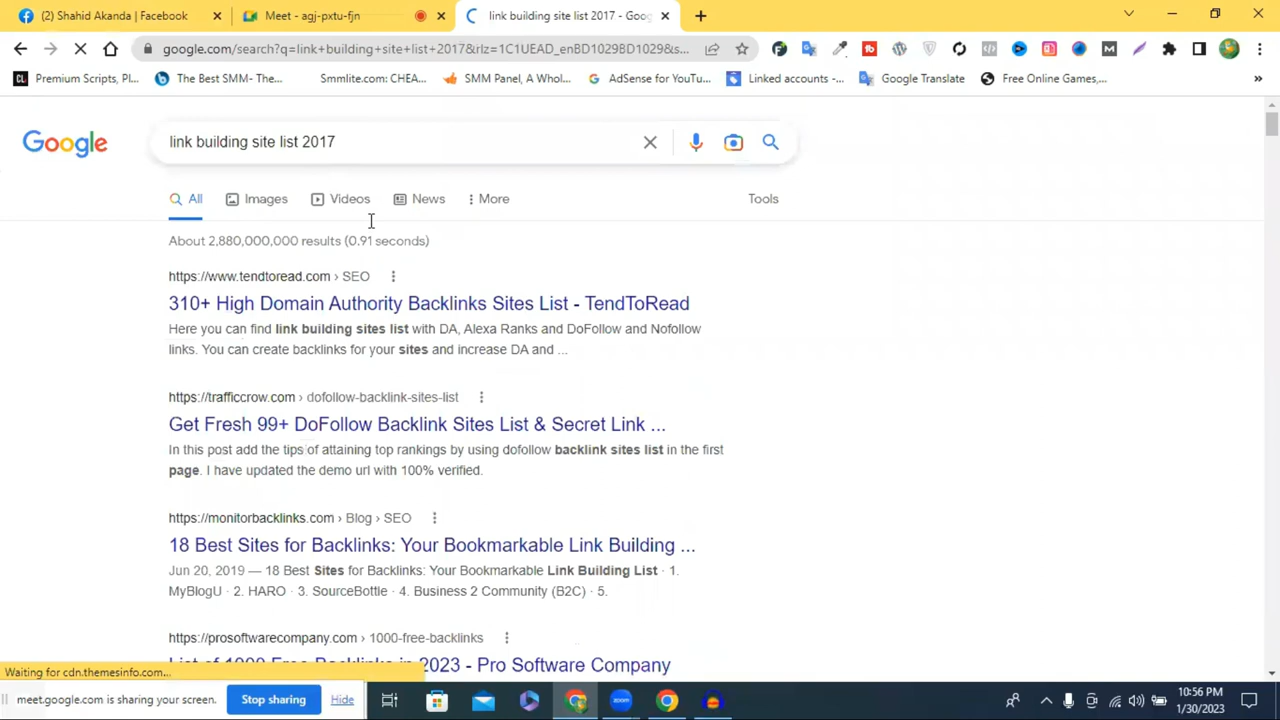 (2) Shahid Akanda | Facebook
Meet - agj-pxtu-fjn
link building site list 2017 - Goo
google.com/search?q=link+building+site+list+2017&rlz=1C1UEAD_enBD1029BD1029&s...
Premium Scripts, Pl...
The Best SMM- The...
Smmlite.com: CHEA...
SMM Panel, A Whol...
AdSense for YouTu...
Linked accounts -...
Google Translate
Free Online Games,...
»
Google
link building site list 2017
All
Images
Videos
News
More
Tools
About 2,880,000,000 results (0.91 seconds)
https://www.tendtoread.com › SEO
310+ High Domain Authority Backlinks Sites List - TendToRead
Here you can find link building sites list with DA, Alexa Ranks and DoFollow and Nofollow
links. You can create backlinks for your sites and increase DA and ...
https://trafficcrow.com › dofollow-backlink-sites-list
Get Fresh 99+ DoFollow Backlink Sites List & Secret Link ...
In this post add the tips of attaining top rankings by using dofollow backlink sites list in the first
page. I have updated the demo url with 100% verified.
https://monitorbacklinks.com › Blog › SEO
18 Best Sites for Backlinks: Your Bookmarkable Link Building ...
Jun 20, 2019 — 18 Best Sites for Backlinks: Your Bookmarkable Link Building List · 1.
MyBlogU · 2. HARO · 3. SourceBottle · 4. Business 2 Community (B2C) · 5.
https://prosoftwarecompany.com › 1000-free-backlinks
List of 1000 Free Backlinks in 2023 - Pro Software Company
Waiting for cdn.themesinfo.com...
meet.google.com is sharing your screen.
Stop sharing
Hide
zoom
10:56 PM
1/30/2023